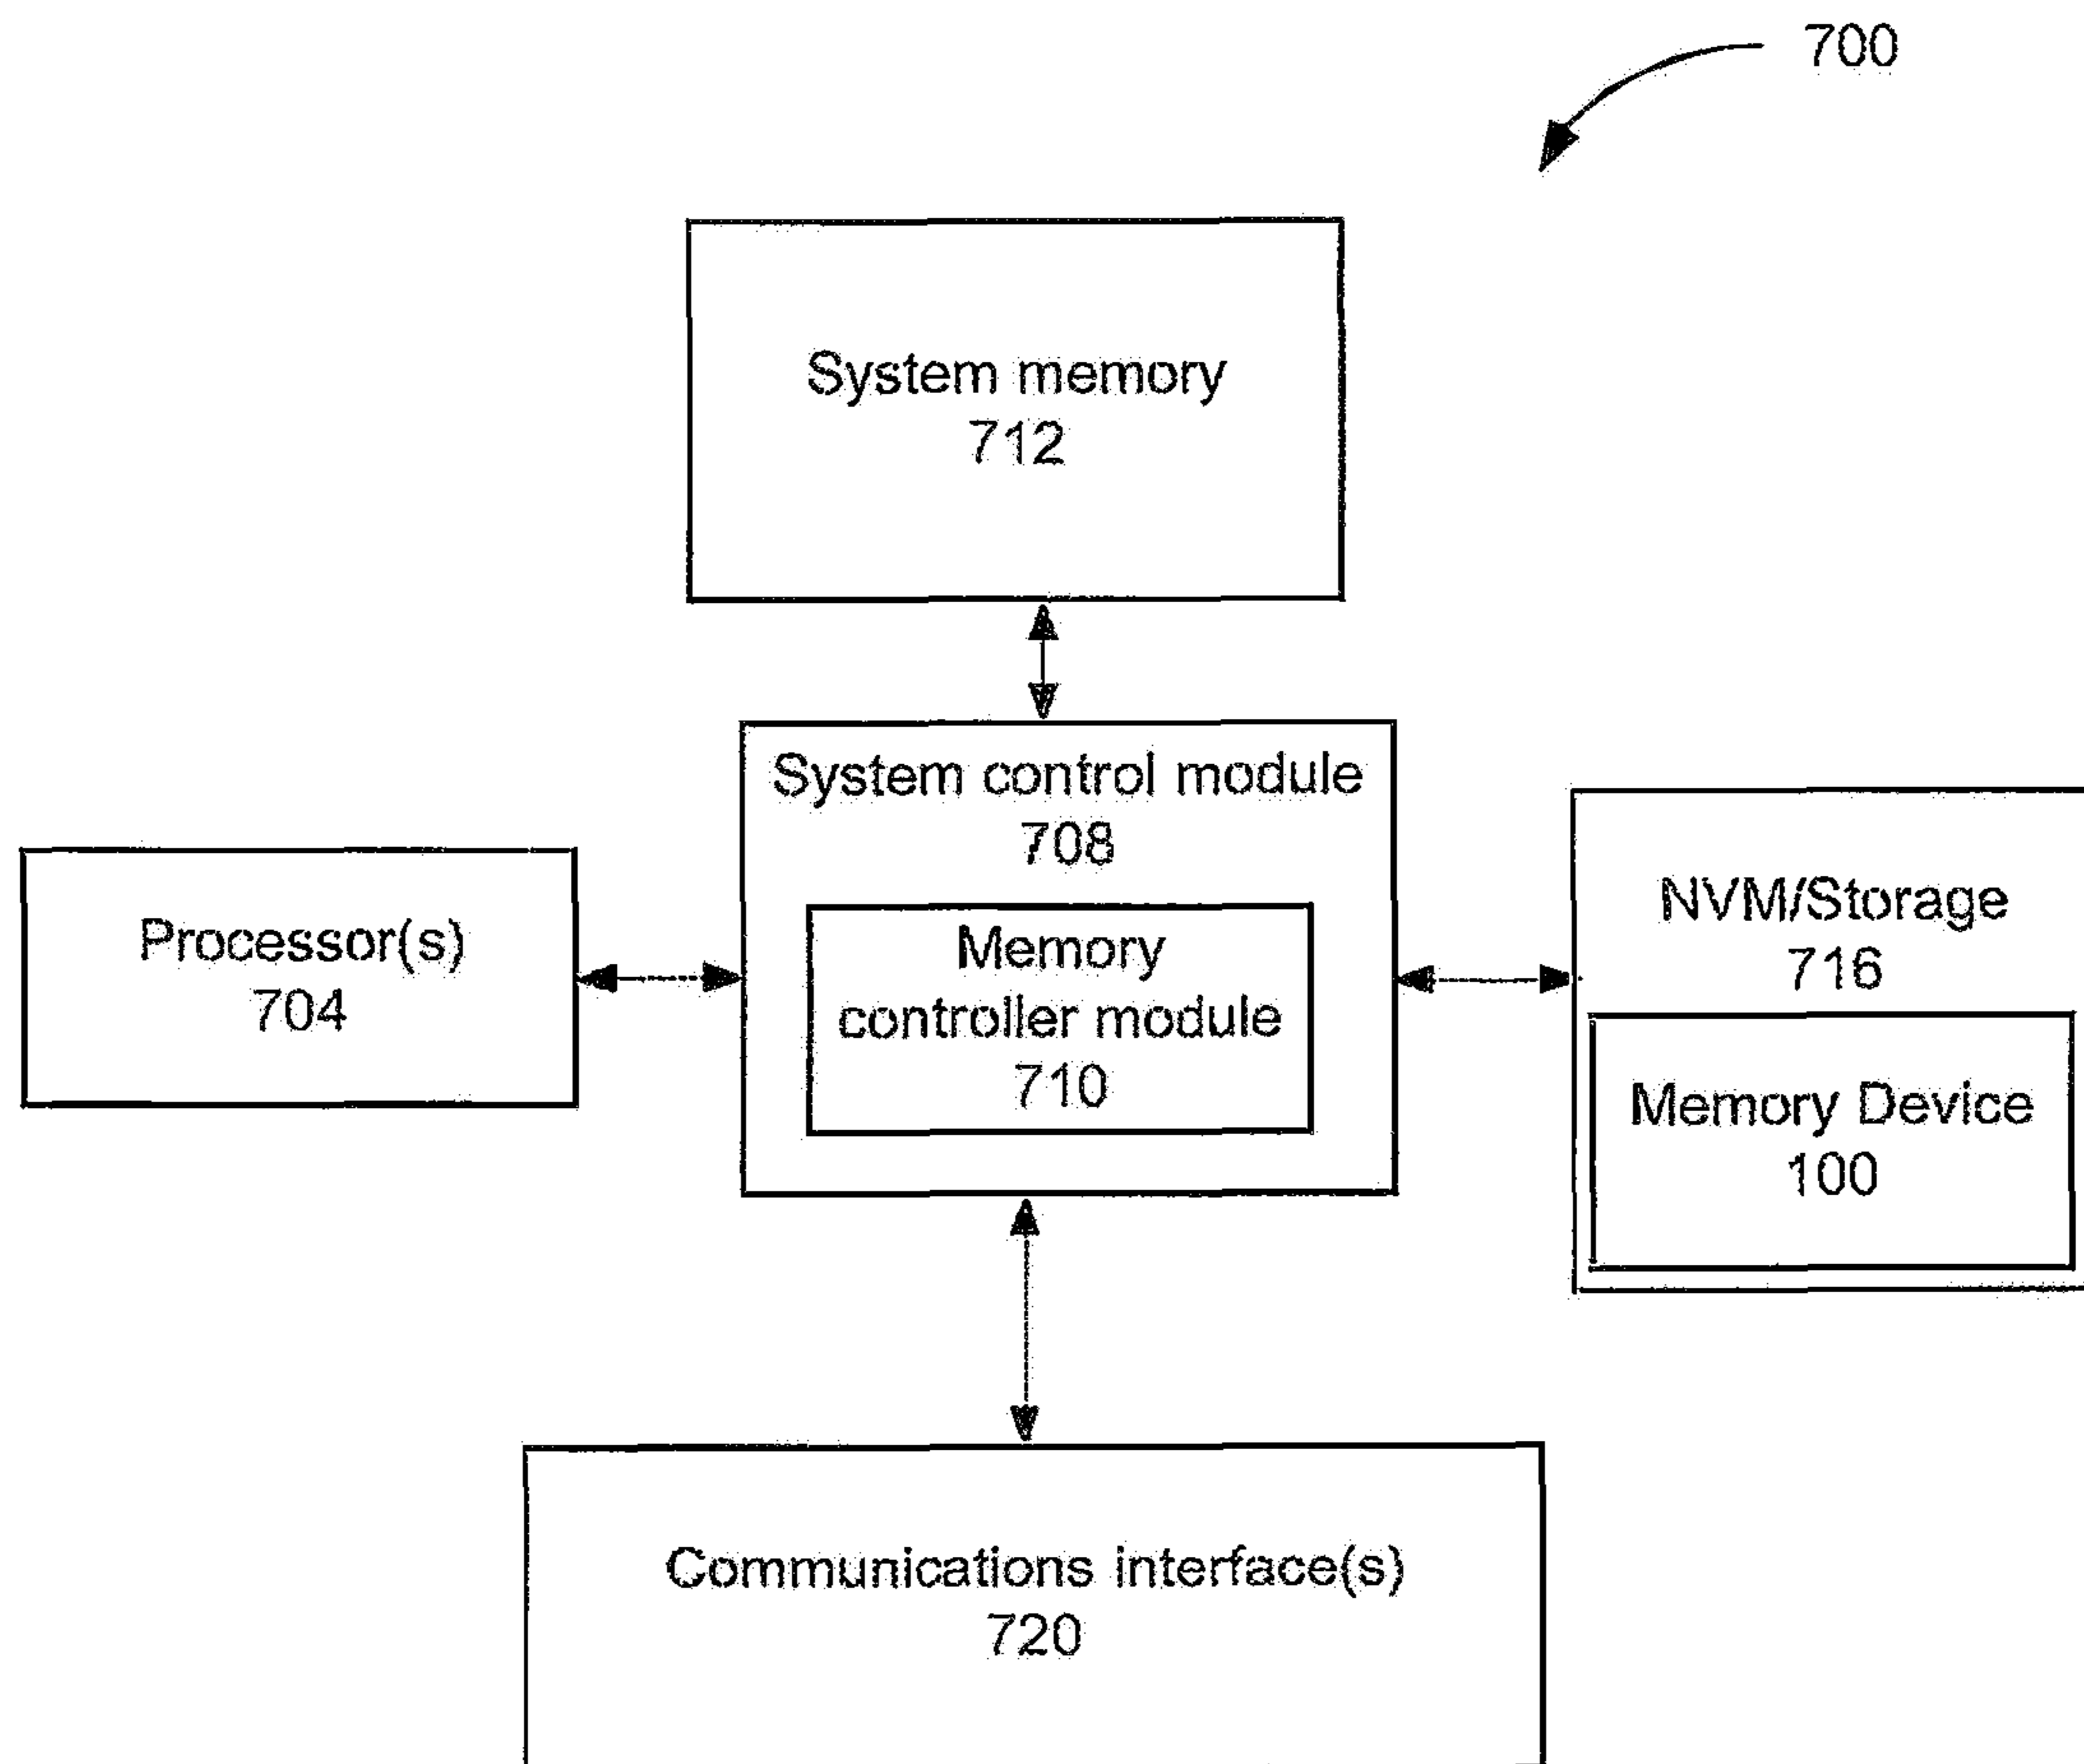 700
System memory
712
System control module
708
Memory
controller module
710
Processor(s)
704
NVM/Storage
716
Memory Device
100
Communications interface(s)
720